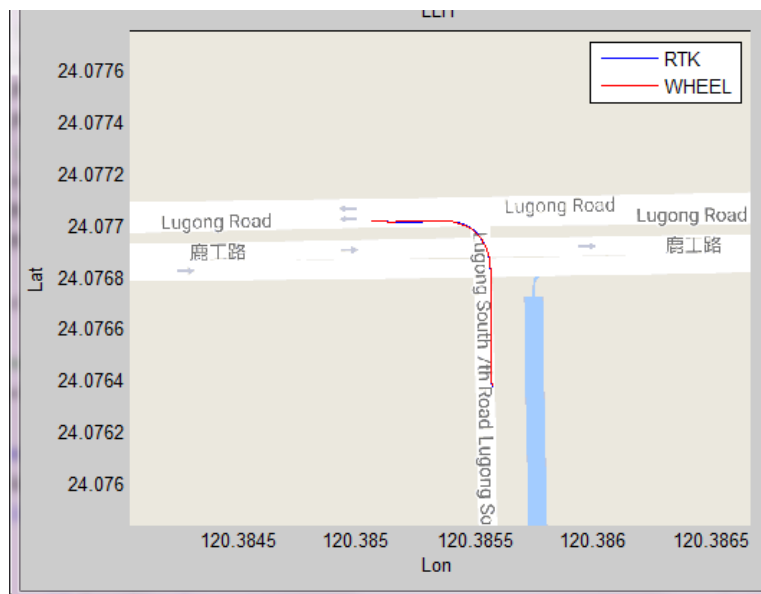 LLH
24.0776
RTK
WHEEL
24.0774
24.0772
Lugong Road
Lugong Road
Lugong Road
24.077
鹿工路
鹿工路
24.0768
Lat
Lugong South 7th Road Lugong So
24.0766
24.0764
24.0762
24.076
120.3845
120.385
120.3855
120.386
120.3865
Lon